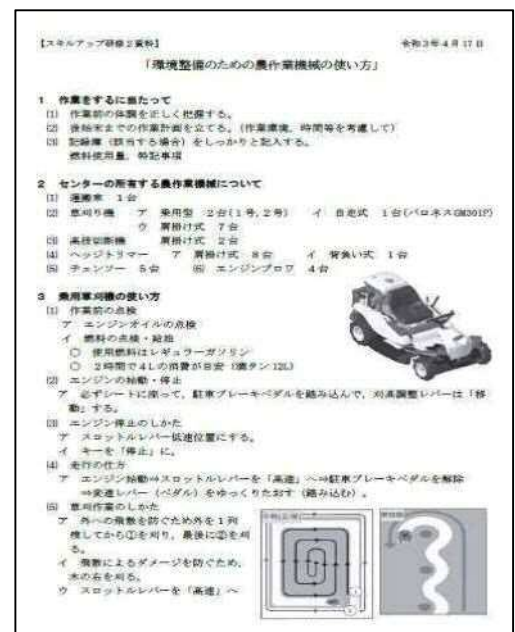 【スキルアップ研修2資料】 令和3年4月17日
「環境整備のための農作業機械の使い方」
1 作業をするに当たって
(1) 作業前の体調を正しく把握する。
(2) 後始末までの作業計画を立てる。(作業環境、時間等を考慮して)
(3) 記録簿(該当する場合)をしっかりと記入する。
燃料使用量、特記事項
2 センターの所有する農作業機械について
(1) 運搬車 1台
(2) 草刈り機 ア 乗用型 2台(1号,2号) イ 自走式 1台(バロネスGM301P)
ウ 肩掛け式 7台
(3) 高枝切断機 肩掛け式 2台
(4) ヘッジトリマー ア 肩掛け式 8台 イ 背負い式 1台
(5) チェンソー 5台 (6) エンジンブロワ 4台
3 乗用草刈機の使い方
(1) 作業前の点検
ア エンジンオイルの点検
イ 燃料の点検・給油
○ 使用燃料はレギュラーガソリン
○ 2時間で4Lの消費が目安(満タン12L)
(2) エンジンの始動・停止
ア 必ずシートに座って、駐車ブレーキペダルを踏み込んで、刈高調整レバーは「移
動」する。
(3) エンジン停止のしかた
ア スロットルレバー低速位置にする。
イ キーを「停止」に。
(4) 走行の仕方
ア エンジン始動⇒スロットルレバーを「高速」へ⇒駐車ブレーキペダルを解除
⇒変速レバー(ペダル)をゆっくりたおす(踏み込む)。
(5) 草刈作業のしかた
ア 外への飛散を防ぐため外を1列
残してから①を刈り、最後に②を刈
る。
イ 飛散によるダメージを防ぐため、
木の右を刈る。
ウ スロットルレバーを「高速」へ